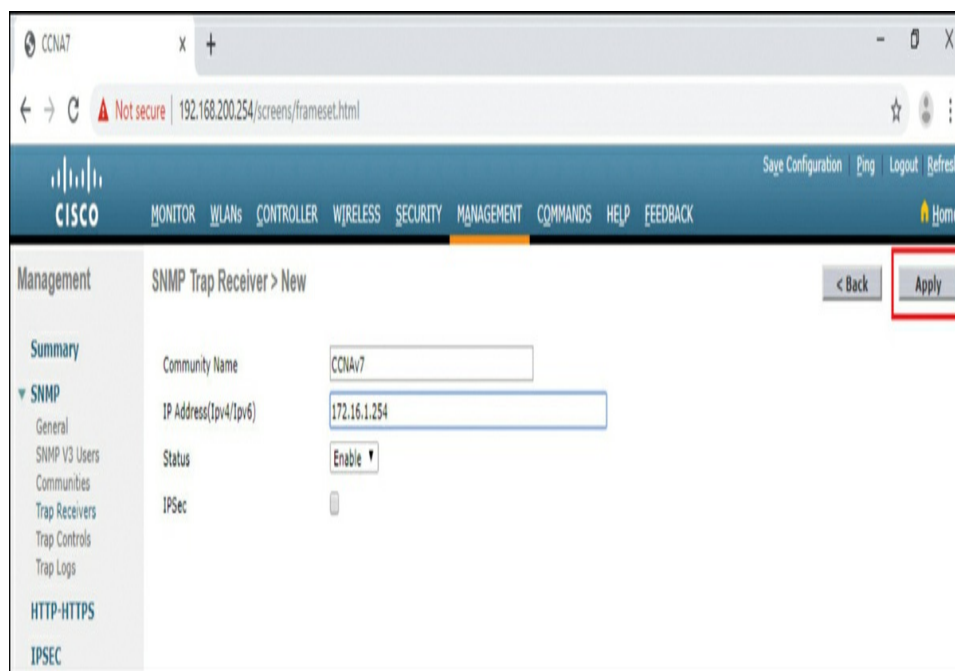 CCNA7 x +
Not secure | 192.168.200.254/screens/frameset.html
Save Configuration | Ping | Logout | Refresh
CISCO MONITOR WLANs CONTROLLER WIRELESS SECURITY MANAGEMENT COMMANDS HELP FEEDBACK Home
Management
Summary
SNMP
General
SNMP V3 Users
Communities
Trap Receivers
Trap Controls
Trap Logs
HTTP-HTTPS
IPSEC
SNMP Trap Receiver > New < Back Apply
Community Name CCNAv7
IP Address(Ipv4/Ipv6) 172.16.1.254
Status Enable
IPSec